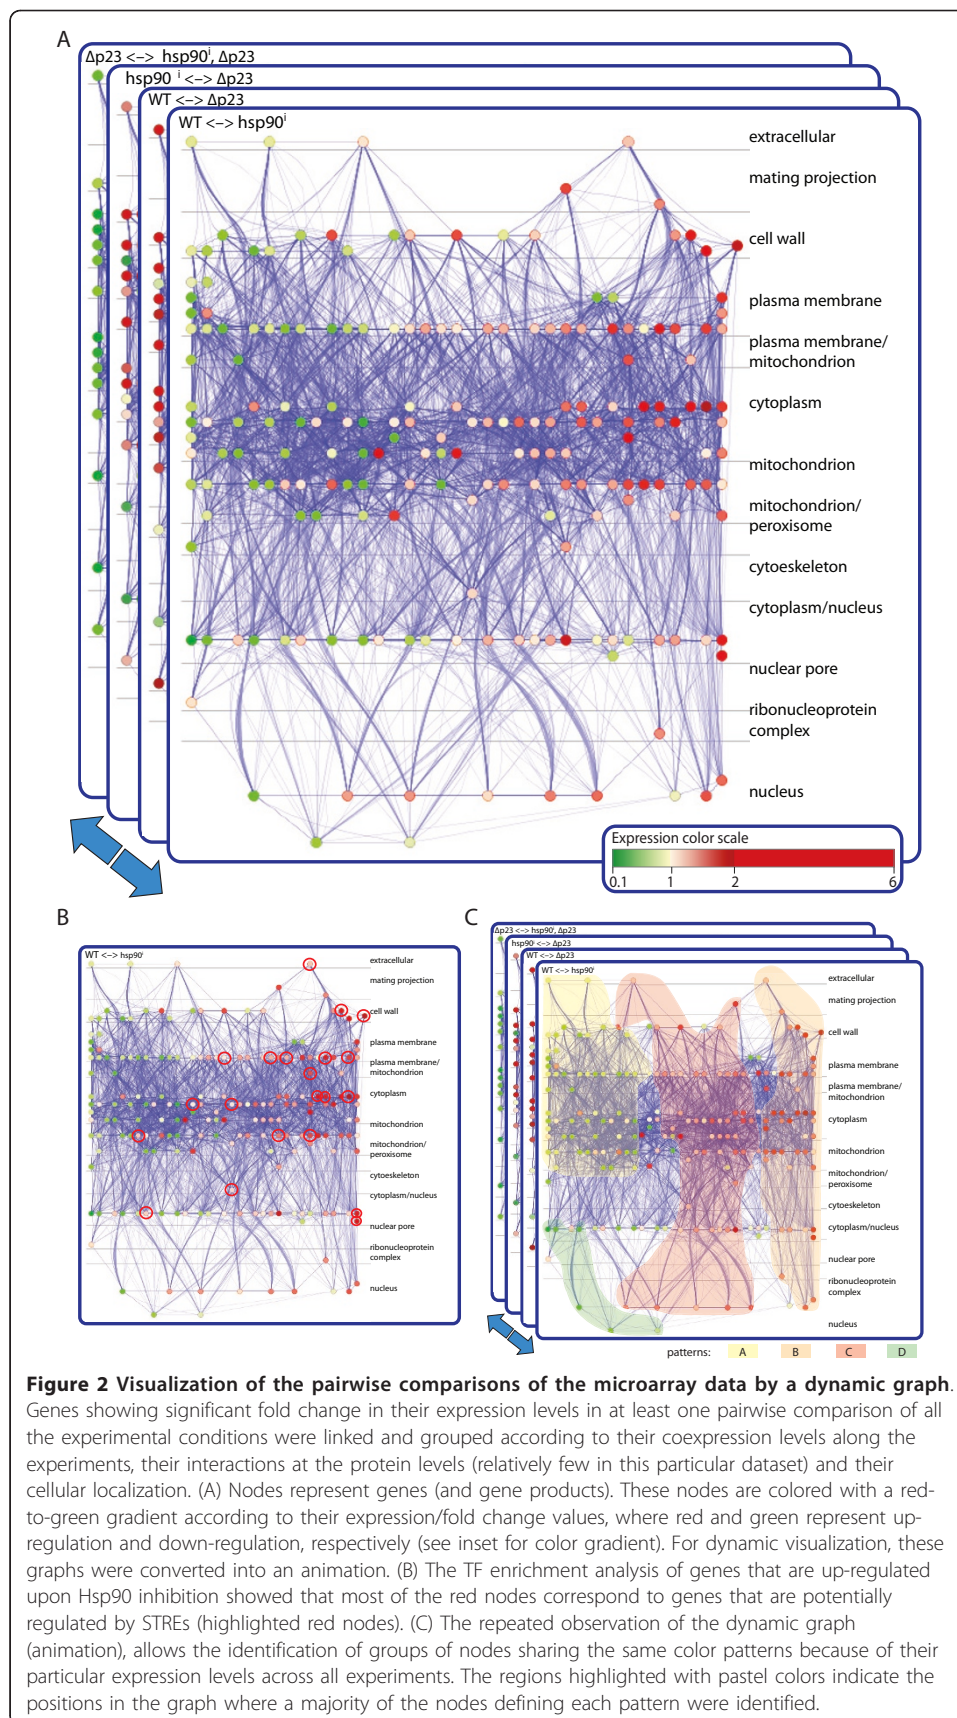 A
Δp23 <–> hsp90i, Δp23
hsp90 i <–> Δp23
WT <–> Δp23
WT <–> hsp90i
extracellular
mating projection
cell wall
plasma membrane
plasma membrane/
mitochondrion
cytoplasm
mitochondrion
mitochondrion/
peroxisome
cytoeskeleton
cytoplasm/nucleus
nuclear pore
ribonucleoprotein
complex
nucleus
Expression color scale
0.1 1 2 6
B
WT <–> hsp90i
extracellular
mating projection
cell wall
plasma membrane
plasma membrane/
mitochondrion
cytoplasm
mitochondrion
mitochondrion/
peroxisome
cytoeskeleton
cytoplasm/nucleus
nuclear pore
ribonucleoprotein
complex
nucleus
C
Δp23 <–> hsp90i, Δp23
hsp90i <–> Δp23
WT <–> Δp23
WT <–> hsp90i
extracellular
mating projection
cell wall
plasma membrane
plasma membrane/
mitochondrion
cytoplasm
mitochondrion
mitochondrion/
peroxisome
cytoeskeleton
cytoplasm/nucleus
nuclear pore
ribonucleoprotein
complex
nucleus
patterns: A B C D
Figure 2 Visualization of the pairwise comparisons of the microarray data by a dynamic graph.
Genes showing significant fold change in their expression levels in at least one pairwise comparison of all
the experimental conditions were linked and grouped according to their coexpression levels along the
experiments, their interactions at the protein levels (relatively few in this particular dataset) and their
cellular localization. (A) Nodes represent genes (and gene products). These nodes are colored with a red-
to-green gradient according to their expression/fold change values, where red and green represent up-
regulation and down-regulation, respectively (see inset for color gradient). For dynamic visualization, these
graphs were converted into an animation. (B) The TF enrichment analysis of genes that are up-regulated
upon Hsp90 inhibition showed that most of the red nodes correspond to genes that are potentially
regulated by STREs (highlighted red nodes). (C) The repeated observation of the dynamic graph
(animation), allows the identification of groups of nodes sharing the same color patterns because of their
particular expression levels across all experiments. The regions highlighted with pastel colors indicate the
positions in the graph where a majority of the nodes defining each pattern were identified.